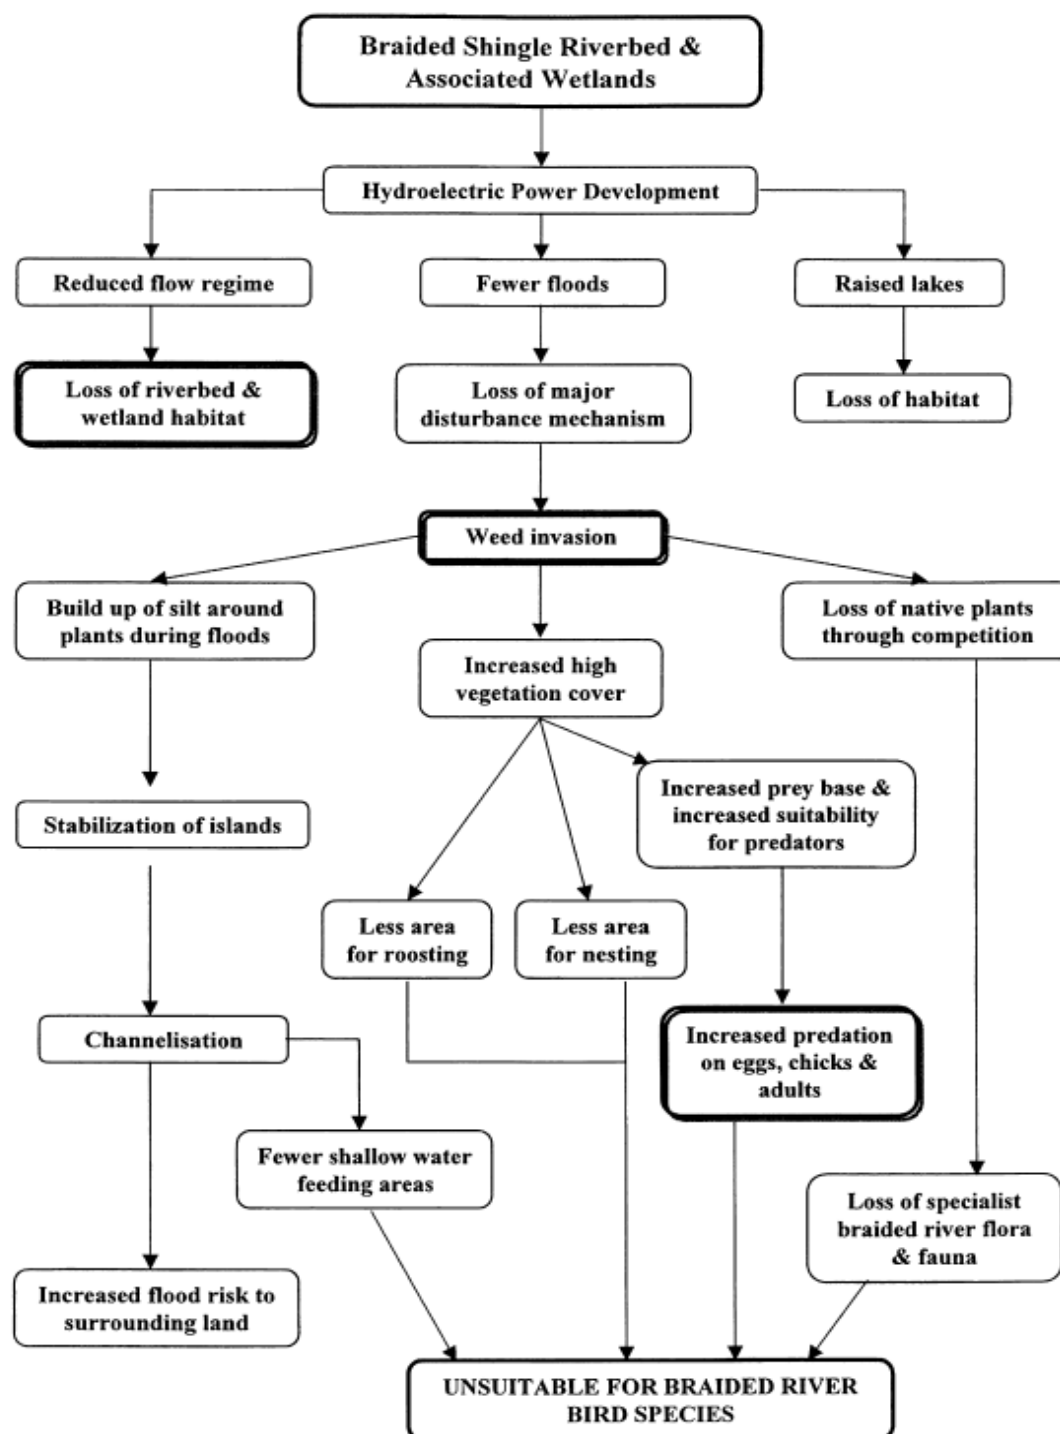 Braided Shingle Riverbed &
Associated Wetlands
Hydroelectric Power Development
Reduced flow regime
Fewer floods
Raised lakes
Loss of riverbed &
wetland habitat
Loss of major
disturbance mechanism
Loss of habitat
Weed invasion
Build up of silt around
plants during floods
Increased high
vegetation cover
Loss of native plants
through competition
Stabilization of islands
Increased prey base &
increased suitability
for predators
Less area
for roosting
Less area
for nesting
Channelisation
Increased predation
on eggs, chicks &
adults
Fewer shallow water
feeding areas
Loss of specialist
braided river flora
& fauna
Increased flood risk to
surrounding land
UNSUITABLE FOR BRAIDED RIVER
BIRD SPECIES